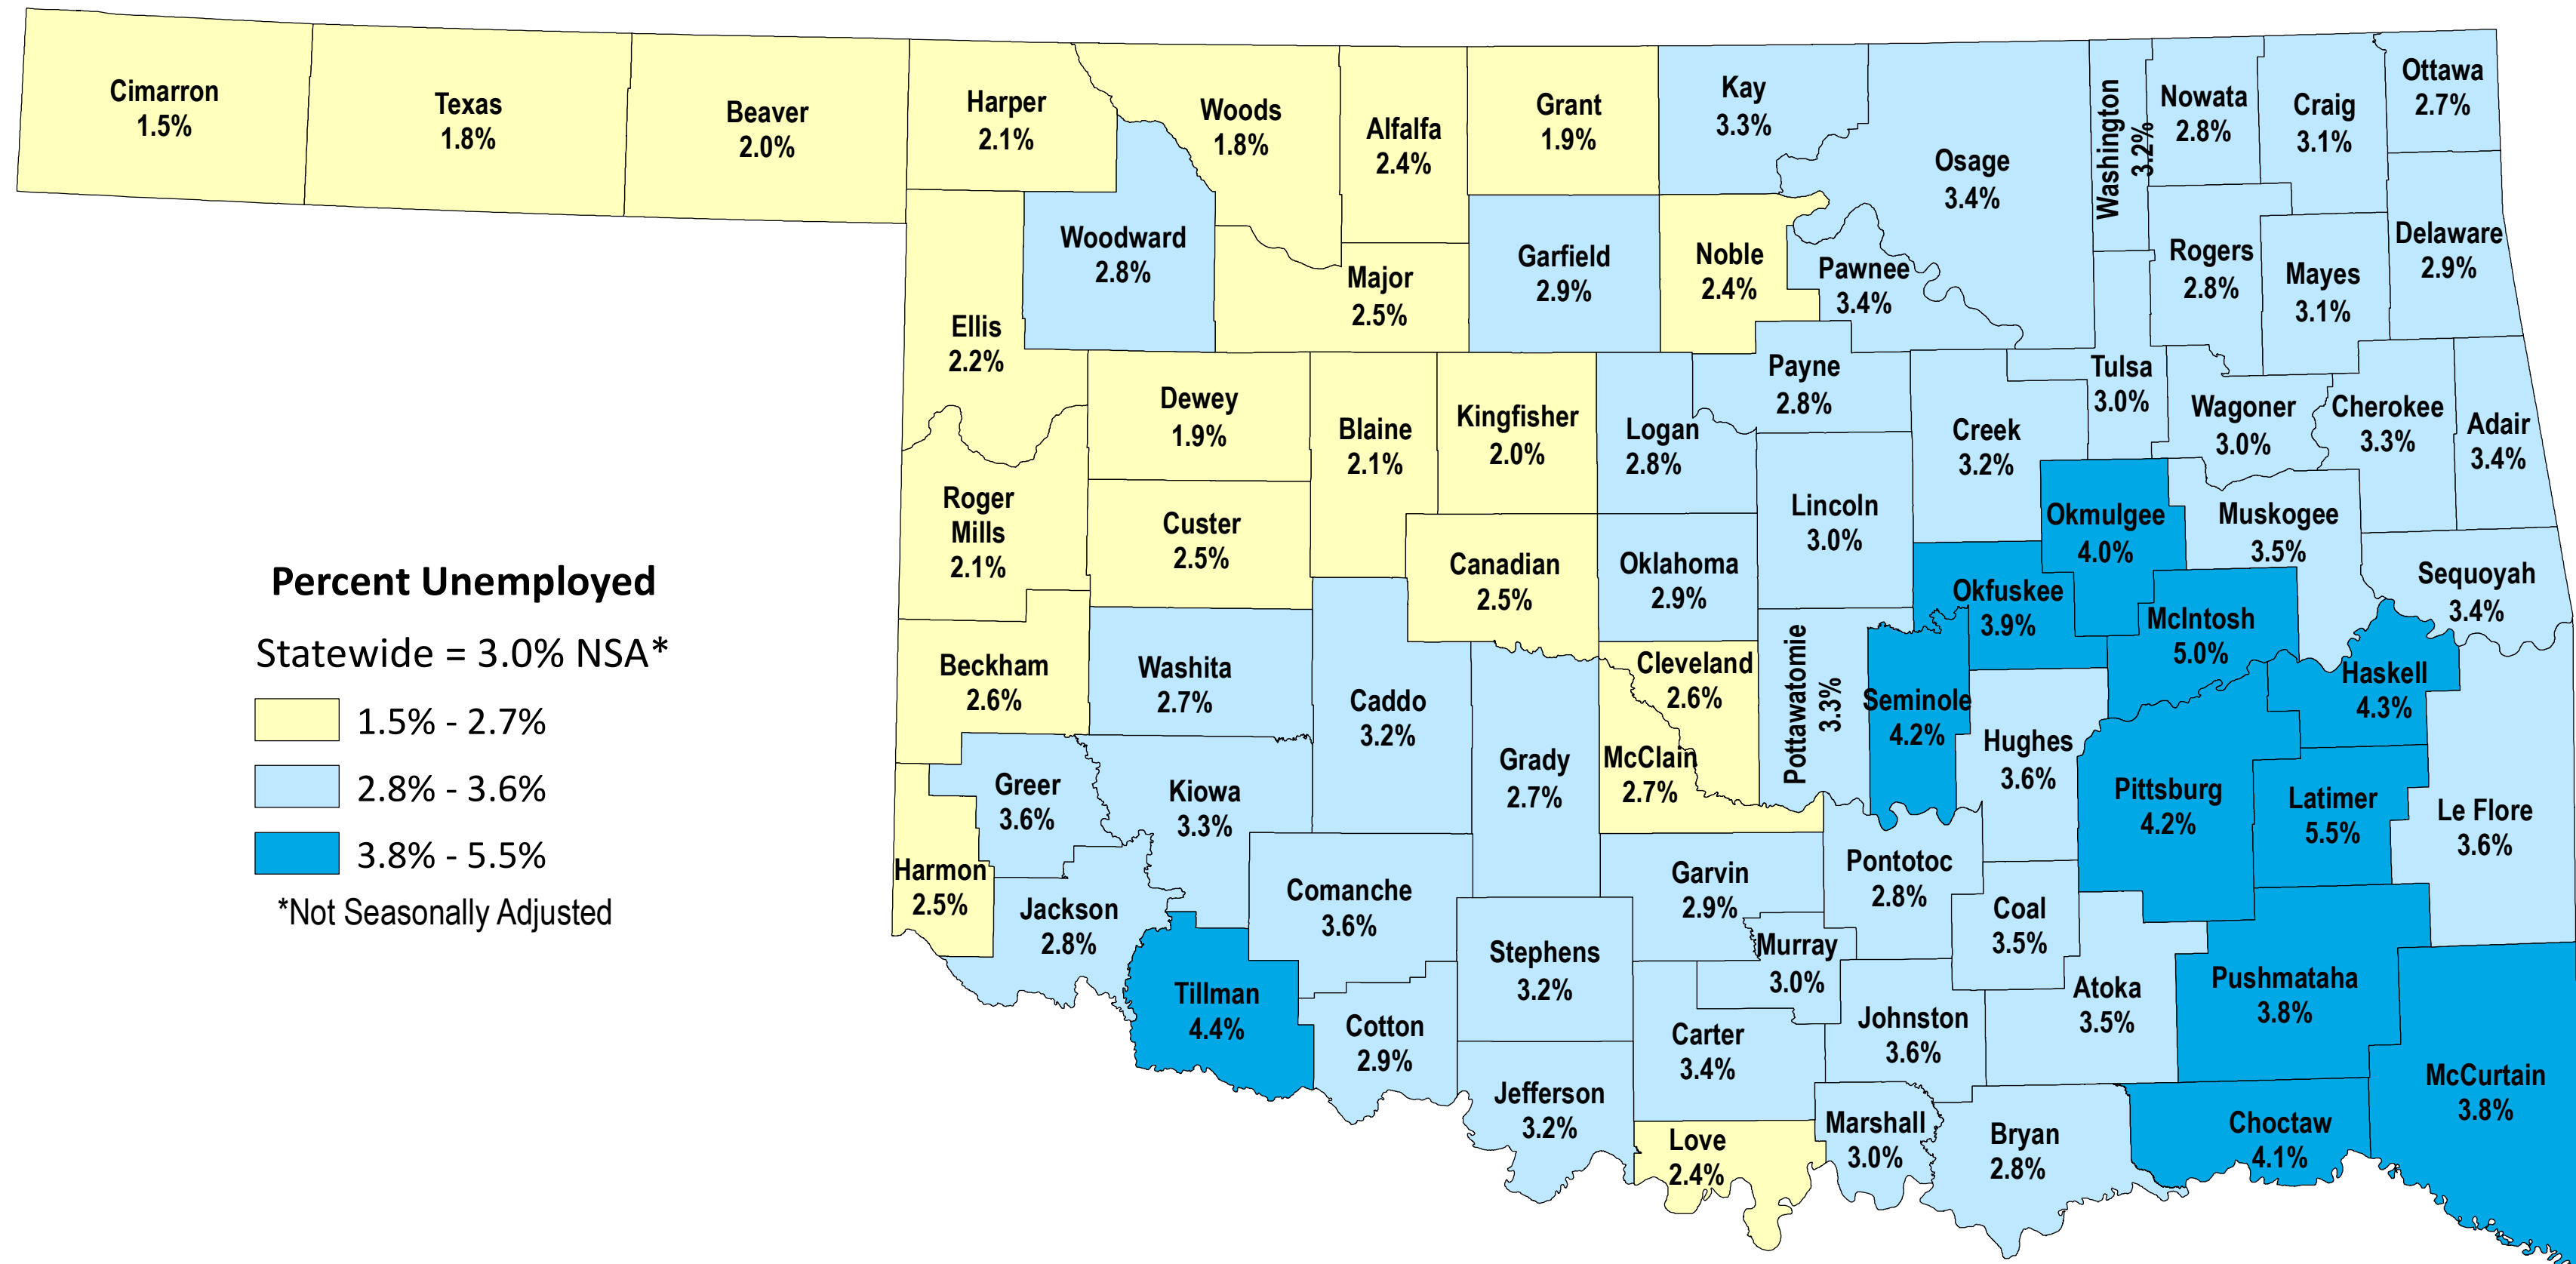 Cimarron
1.5%
Texas
1.8%
Beaver
2.0%
Harper
2.1%
Woods
1.8%
Alfalfa
2.4%
Grant
1.9%
Kay
3.3%
Osage
3.4%
Washington
3.2%
Nowata
2.8%
Craig
3.1%
Ottawa
2.7%
Woodward
2.8%
Major
2.5%
Garfield
2.9%
Noble
2.4%
Pawnee
3.4%
Rogers
2.8%
Mayes
3.1%
Delaware
2.9%
Ellis
2.2%
Dewey
1.9%
Blaine
2.1%
Kingfisher
2.0%
Logan
2.8%
Payne
2.8%
Creek
3.2%
Tulsa
3.0%
Wagoner
3.0%
Cherokee
3.3%
Adair
3.4%
Roger
Mills
2.1%
Custer
2.5%
Canadian
2.5%
Oklahoma
2.9%
Lincoln
3.0%
Okmulgee
4.0%
Muskogee
3.5%
Okfuskee
3.9%
McIntosh
5.0%
Sequoyah
3.4%
Percent Unemployed
Statewide = 3.0% NSA*
1.5% - 2.7%
2.8% - 3.6%
3.8% - 5.5%
*Not Seasonally Adjusted
Beckham
2.6%
Washita
2.7%
Caddo
3.2%
Grady
2.7%
Cleveland
2.6%
McClain
2.7%
Pottawatomie
3.3%
Seminole
4.2%
Hughes
3.6%
Haskell
4.3%
Pittsburg
4.2%
Latimer
5.5%
Le Flore
3.6%
Greer
3.6%
Kiowa
3.3%
Harmon
2.5%
Jackson
2.8%
Comanche
3.6%
Garvin
2.9%
Pontotoc
2.8%
Coal
3.5%
Tillman
4.4%
Stephens
3.2%
Murray
3.0%
Atoka
3.5%
Pushmataha
3.8%
Cotton
2.9%
Carter
3.4%
Johnston
3.6%
McCurtain
3.8%
Jefferson
3.2%
Love
2.4%
Marshall
3.0%
Bryan
2.8%
Choctaw
4.1%